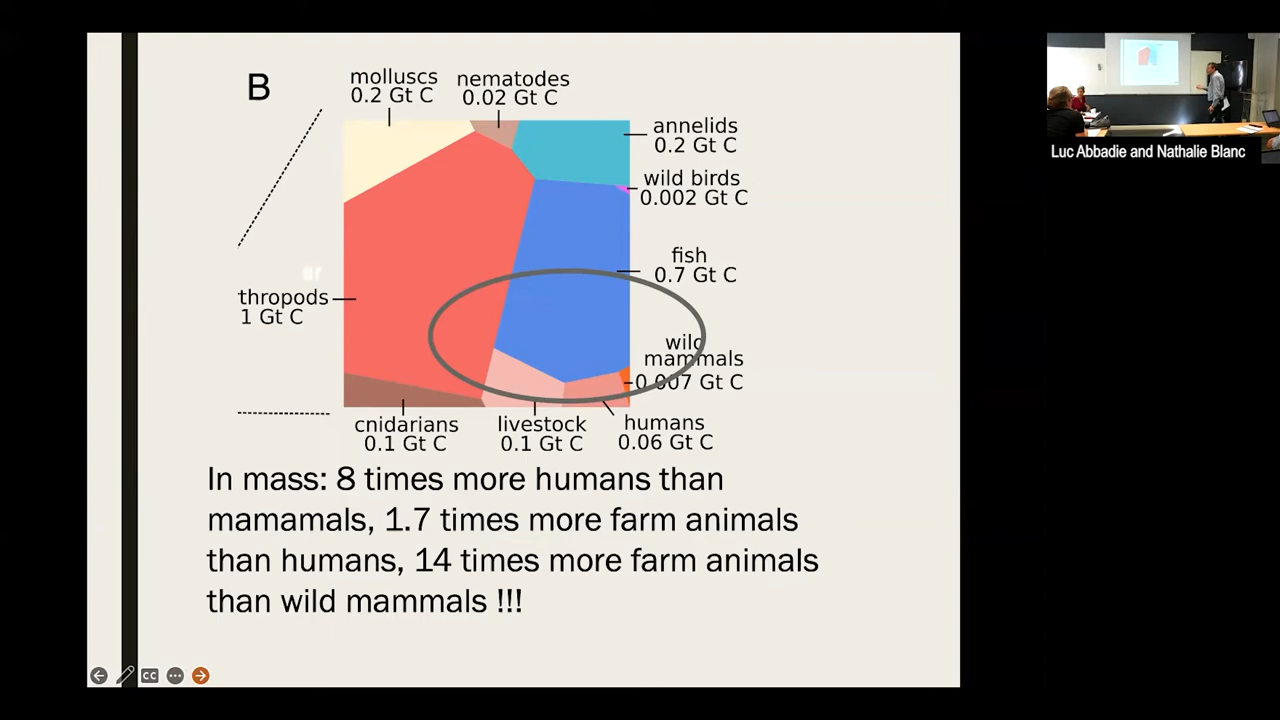 B
molluscs
0.2 Gt C
nematodes
0.02 Gt C
annelids
0.2 Gt C
wild birds
0.002 Gt C
fish
0.7 Gt C
ar
thropods
1 Gt C
wild
mammals
0.007 Gt C
cnidarians
0.1 Gt C
livestock
0.1 Gt C
humans
0.06 Gt C
In mass: 8 times more humans than
mamamals, 1.7 times more farm animals
than humans, 14 times more farm animals
than wild mammals !!!
CC
Luc Abbadie and Nathalie Blanc